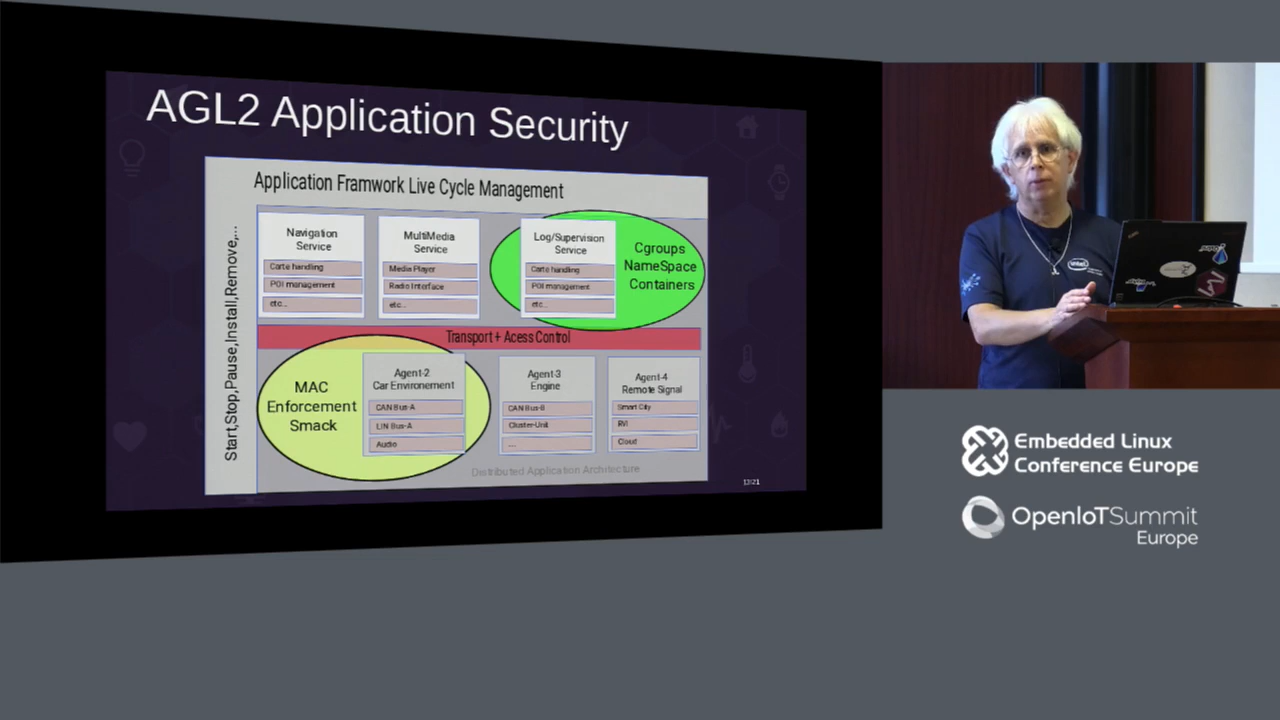 AGL2 Application Security
Application Framwork Live Cycle Management
Start,Stop,Pause,Install,Remove,...
Navigation
Service
Carte handling
POI management
etc...
MultiMedia
Service
Media Player
Radio Interface
etc...
Log/Supervision
Service
Carte handling
POI management
etc...
Cgroups
NameSpace
Containers
Transport + Acess Control
MAC
Enforcement
Smack
Agent-2
Car Environement
CAN Bus-A
LIN Bus-A
Audio
Agent-3
Engine
CAN Bus-B
Cluster-Unit
....
Agent-4
Remote Signal
Smart City
RVI
Cloud
Distributed Application Architecture
13/21
intel
Embedded Linux
Conference Europe
OpenIoTSummit
Europe